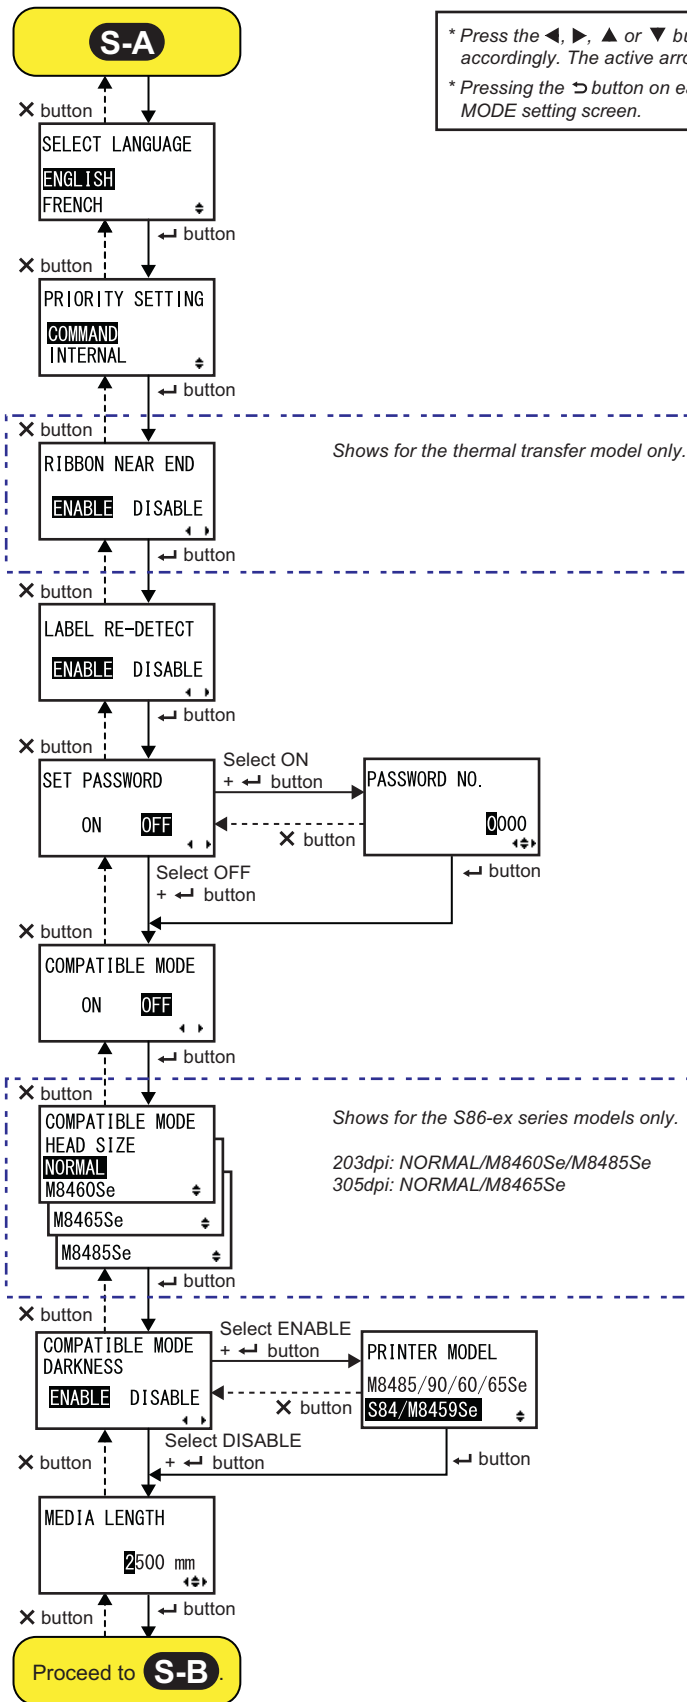 S-A
* Press the ◀, ▶, ▲ or ▼
accordingly. The active
* Pressing the ⮌ button on
MODE setting screen.
✕ button
SELECT LANGUAGE
ENGLISH
FRENCH
↵ button
✕ button
PRIORITY SETTING
COMMAND
INTERNAL
↵ button
✕ button
Shows for the thermal transfer model only.
RIBBON NEAR END
ENABLE DISABLE
↵ button
✕ button
LABEL RE-DETECT
ENABLE DISABLE
↵ button
✕ button
Select ON
+ ↵ button
SET PASSWORD
ON OFF
✕ button
PASSWORD NO.
0000
↵ button
Select OFF
+ ↵ button
✕ button
COMPATIBLE MODE
ON OFF
↵ button
✕ button
Shows for the S86-ex series models only.
203dpi: NORMAL/M8460Se/M8485Se
305dpi: NORMAL/M8465Se
COMPATIBLE MODE
HEAD SIZE
NORMAL
M8460Se
M8465Se
M8485Se
↵ button
✕ button
Select ENABLE
+ ↵ button
COMPATIBLE MODE
DARKNESS
ENABLE DISABLE
✕ button
PRINTER MODEL
M8485/90/60/65Se
S84/M8459Se
↵ button
Select DISABLE
+ ↵ button
✕ button
MEDIA LENGTH
2500 mm
↵ button
✕ button
Proceed to S-B.